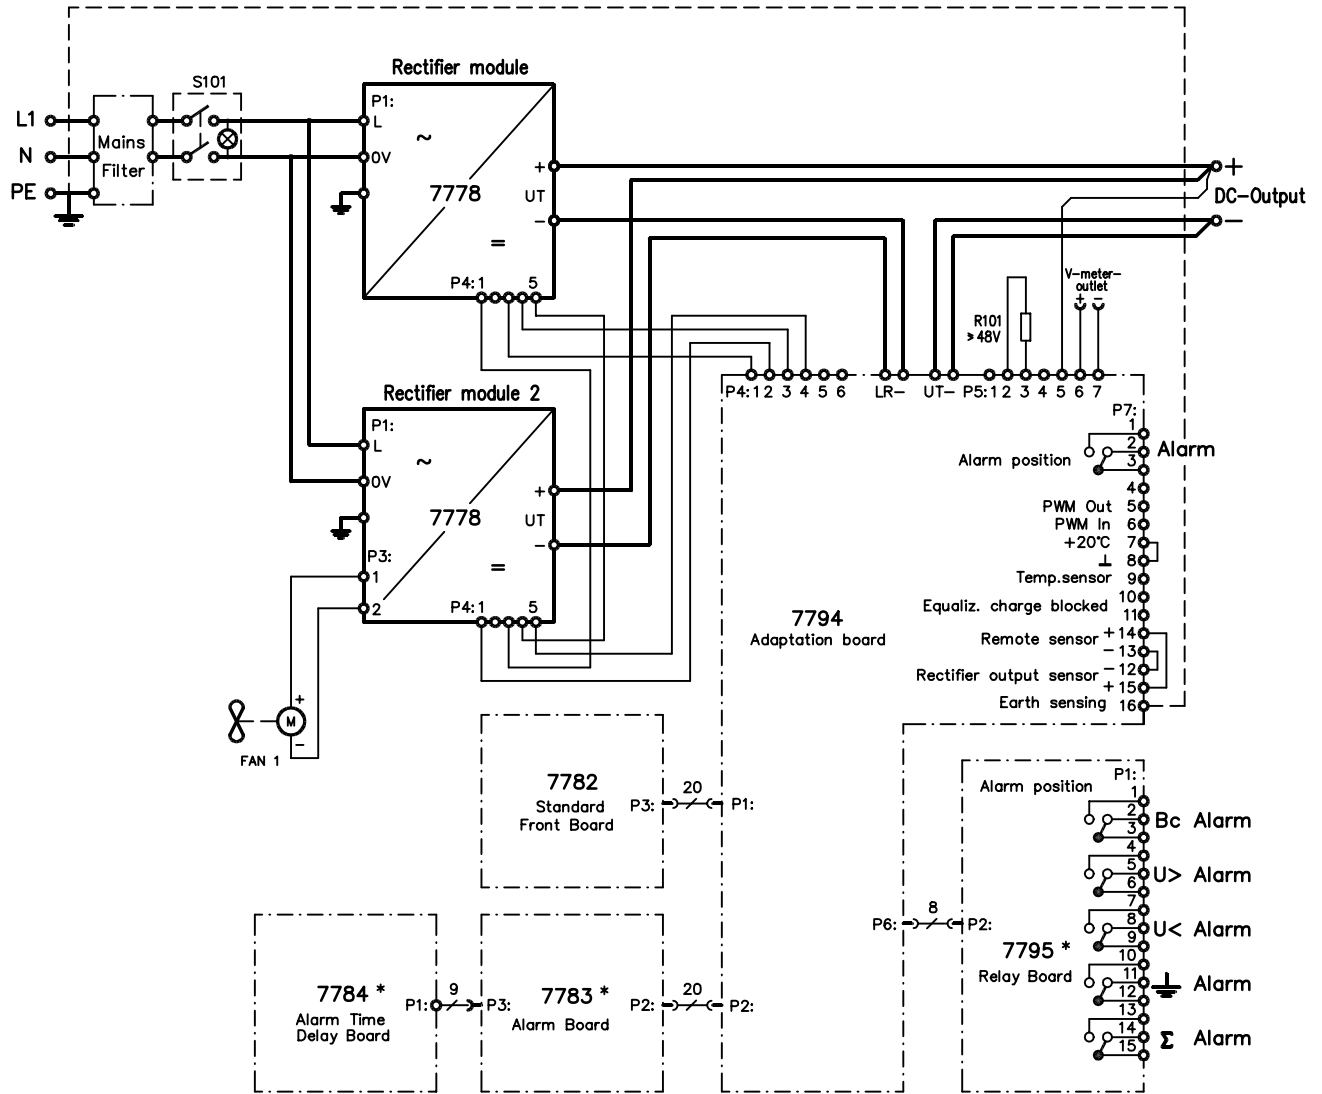 Rectifier module
S101
L1
N
PE
Mains
Filter
P1:
L
~
0V
7778
+
UT
-
=
P4:1 5
+
DC-Output
-
V-meter-
outlet
+ -
R101
≥48V
P4:1 2 3 4 5 6 LR- UT- P5:1 2 3 4 5 6 7
Rectifier module 2
P1:
L
~
0V
7778
+
UT
-
=
P3:
1
2
P4:1 5
+
M
-
FAN 1
7794
Adaptation board
P7:
1
2
Alarm
Alarm position 3
4
PWM Out 5
PWM In 6
+20°C 7
⊥ 8
Temp.sensor 9
10
Equaliz. charge blocked
11
Remote sensor +14
-13
Rectifier output sensor -12
+15
Earth sensing 16
7782
Standard
Front Board
P3: 20 P1:
7784 *
Alarm Time
Delay Board
P1: 9 P3:
7783 *
Alarm Board
P2: 20 P2:
P6: 8 P2:
7795 *
Relay Board
P1:
Alarm position
1
2 Bc Alarm
3
4
5 U> Alarm
6
7
8 U< Alarm
9
10
11 Alarm
12
13
14 Σ Alarm
15